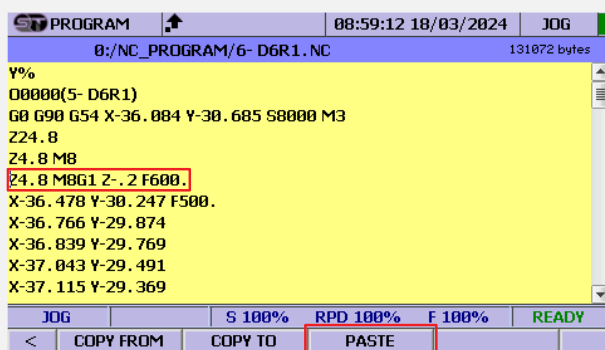 PROGRAM 08:59:12 18/03/2024 JOG
0:/NC_PROGRAM/6- D6R1.NC 131072 bytes
Y%
O0000(5- D6R1)
G0 G90 G54 X-36.084 Y-30.685 S8000 M3
Z24.8
Z4.8 M8
Z4.8 M8G1 Z-.2 F600.
X-36.478 Y-30.247 F500.
X-36.766 Y-29.874
X-36.839 Y-29.769
X-37.043 Y-29.491
X-37.115 Y-29.369
JOG S 100% RPD 100% F 100% READY
< COPY FROM COPY TO PASTE